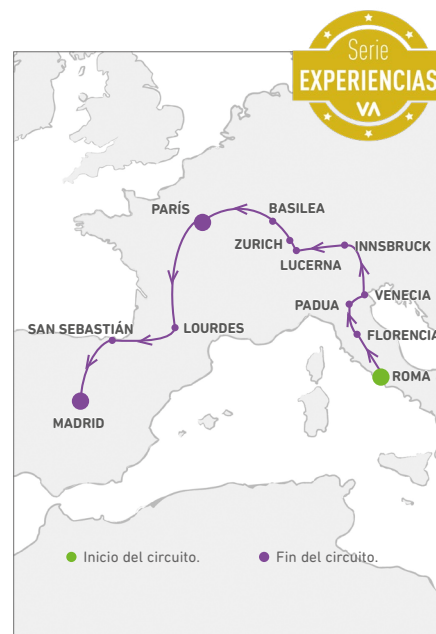 Serie
EXPERIENCIAS
VA
PARÍS
BASILEA
ZURICH
INNSBRUCK
LUCERNA
VENECIA
PADUA
SAN SEBASTIÁN
LOURDES
FLORENCIA
ROMA
MADRID
Inicio del circuito.
Fin del circuito.